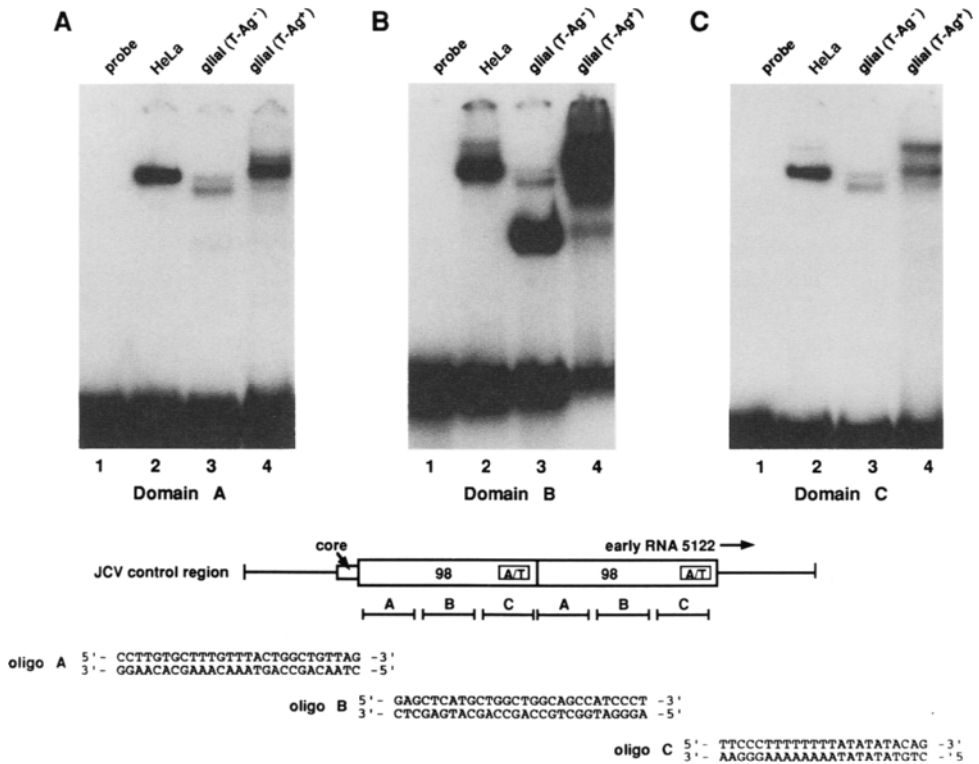 A B C
probe HeLa glial (T-Ag⁻) glial (T-Ag⁺) probe HeLa glial (T-Ag⁻) glial (T-Ag⁺) probe HeLa glial (T-Ag⁻) glial (T-Ag⁺)
1 2 3 4 1 2 3 4 1 2 3 4
Domain A Domain B Domain C
core early RNA 5122
JCV control region 98 A/T 98 A/T
A B C A B C
oligo A 5'- CCTTGTGCTTTGTTTACTGGCTGTTAG -3'
3'- GGAACACGAAACAAATGACCGACAATC -5'
oligo B 5'- GAGCTCATGCTGGCTGGCAGCCATCCCT -3'
3'- CTCGAGTACGACCGACCGTCGGTAGGGA -5'
oligo C 5'- TTCCCTTTTTTTTATATATACAG -3'
3'- AAGGGAAAAAAAATATATATGTC -'5